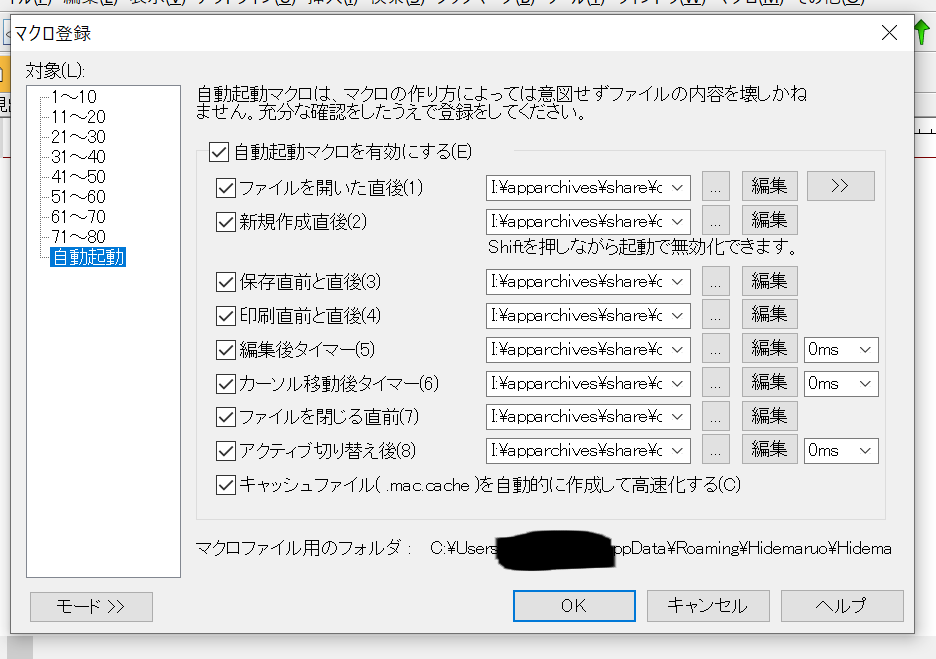 マクロ登録
対象(L):
1～10
11～20
21～30
31～40
41～50
51～60
61～70
71～80
自動起動
自動起動マクロは、マクロの作り方によっては意図せずファイルの内容を壊しかね
ません。充分な確認をしたうえで登録をしてください。
自動起動マクロを有効にする(E)
ファイルを開いた直後(1) I:¥apparchives¥share¥c ... 編集 >>
新規作成直後(2) I:¥apparchives¥share¥c ... 編集
Shiftを押しながら起動で無効化できます。
保存直前と直後(3) I:¥apparchives¥share¥c ... 編集
印刷直前と直後(4) I:¥apparchives¥share¥c ... 編集
編集後タイマー(5) I:¥apparchives¥share¥c ... 編集 0ms
カーソル移動後タイマー(6) I:¥apparchives¥share¥c ... 編集 0ms
ファイルを閉じる直前(7) I:¥apparchives¥share¥c ... 編集
アクティブ切り替え後(8) I:¥apparchives¥share¥c ... 編集 0ms
キャッシュファイル( .mac.cache )を自動的に作成して高速化する(C)
マクロファイル用のフォルダ : C:¥Users ppData¥Roaming¥Hidemaruo¥Hidema
モード >> OK キャンセル ヘルプ